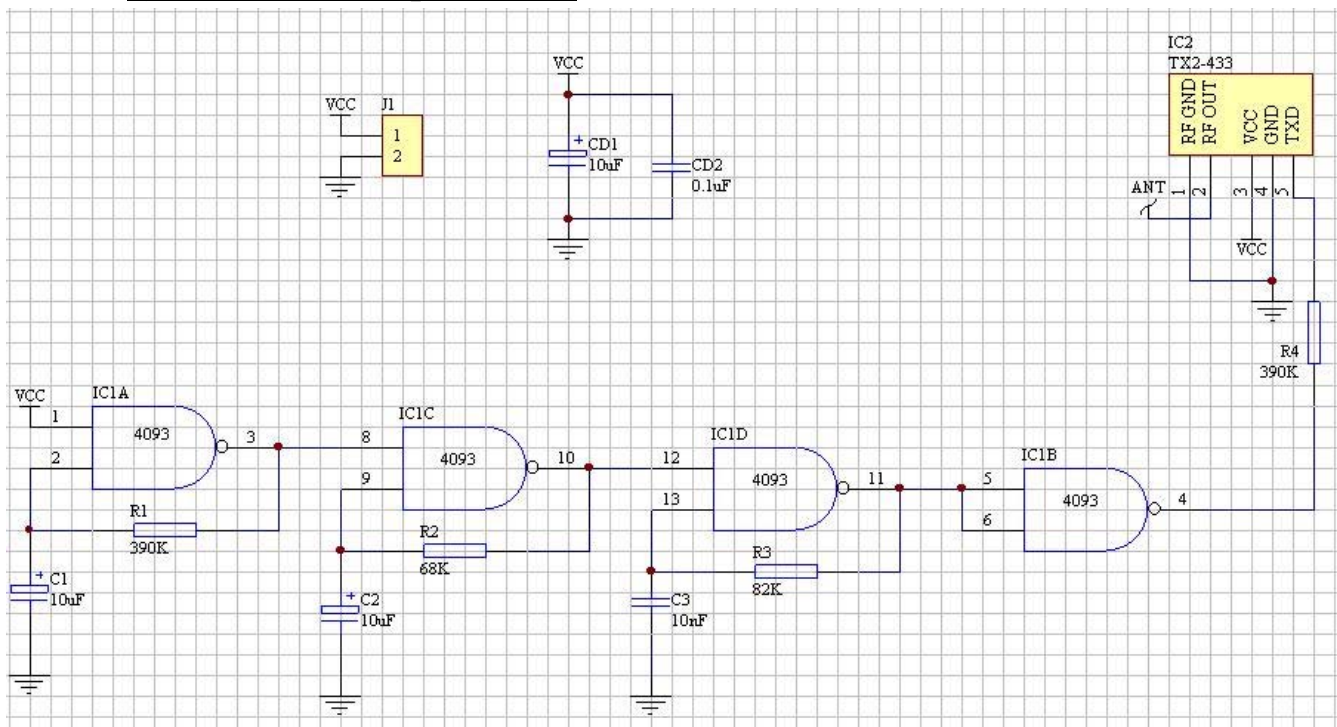 IC2
TX2-433
RF GND
RF OUT
VCC
GND
TXD
1
2
3
4
5
ANT
VCC
VCC
J1
1
2
VCC
CD1
10uF
CD2
0.1uF
R4
390K
VCC
1
2
IC1A
4093
3
R1
390K
C1
10uF
8
9
IC1C
4093
10
R2
68K
C2
10uF
12
13
IC1D
4093
11
R3
82K
C3
10nF
5
6
IC1B
4093
4
+
+
+